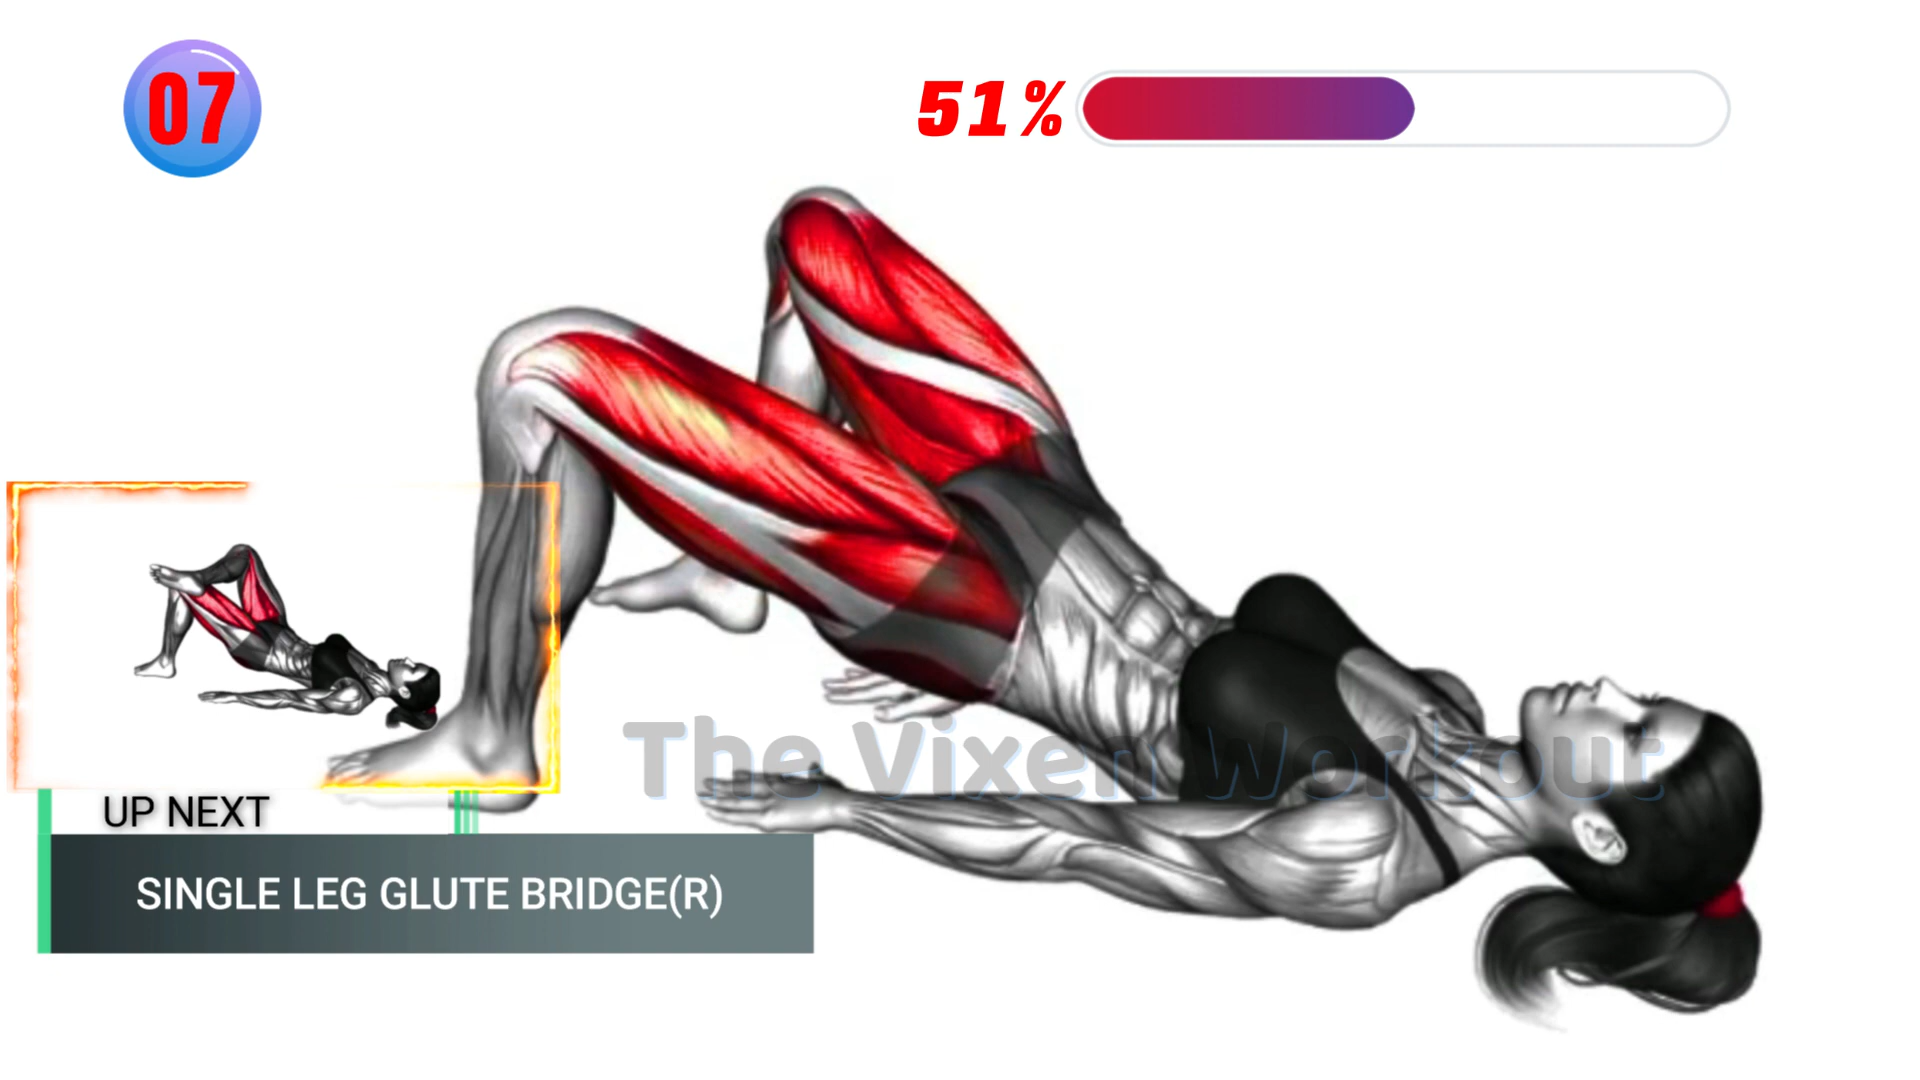 07
51%
The Vixen Workout
UP NEXT
SINGLE LEG GLUTE BRIDGE(R)